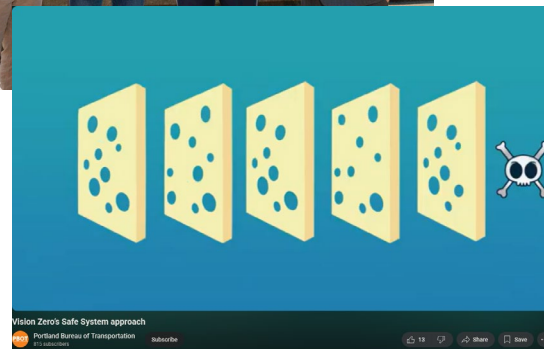 Vision Zero's Safe System approach
PBOT
Portland Bureau of Transportation
815 subscribers
Subscribe
13
Share
Save